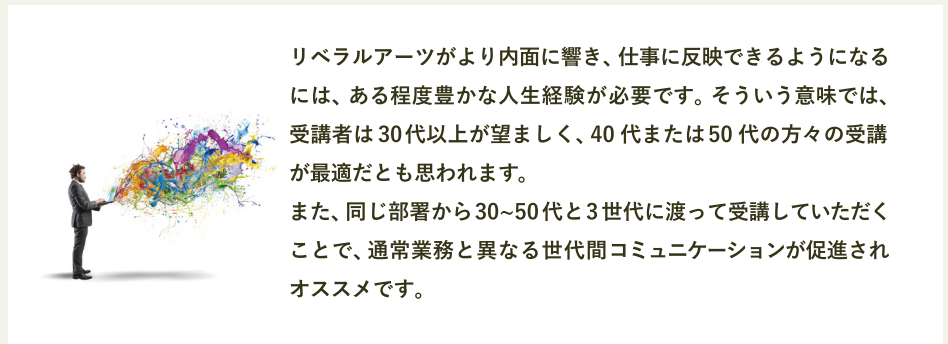 リベラルアーツがより内面に響き、仕事に反映できるようになる
には、ある程度豊かな人生経験が必要です。そういう意味では、
受講者は30代以上が望ましく、40代または50代の方々の受講
が最適だとも思われます。
また、同じ部署から30~50代と3世代に渡って受講していただく
ことで、通常業務と異なる世代間コミュニケーションが促進され
オススメです。